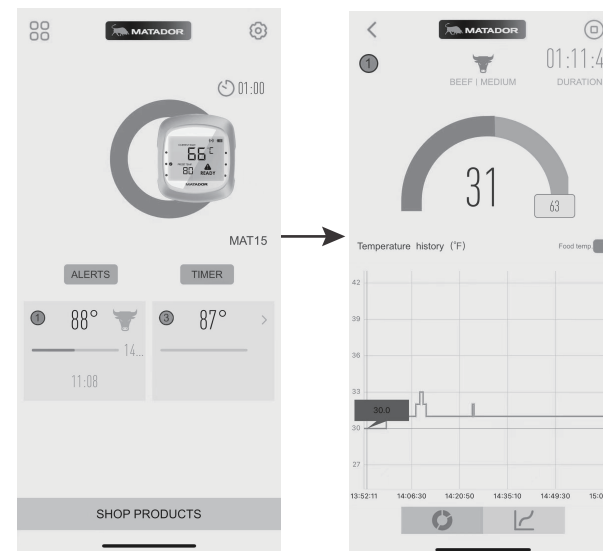 MATADOR
01:00
66°C
80
READY
MATADOR
MAT15
ALERTS
TIMER
1
88°
14...
11:08
3
87°
SHOP PRODUCTS
MATADOR
1
01:11:4
BEEF | MEDIUM
DURATION
31
63
Temperature history (°F)
Food temp.
42
39
36
33
30.0
30
27
13:52:11 14:06:30 14:20:50 14:35:10 14:49:30 15:0